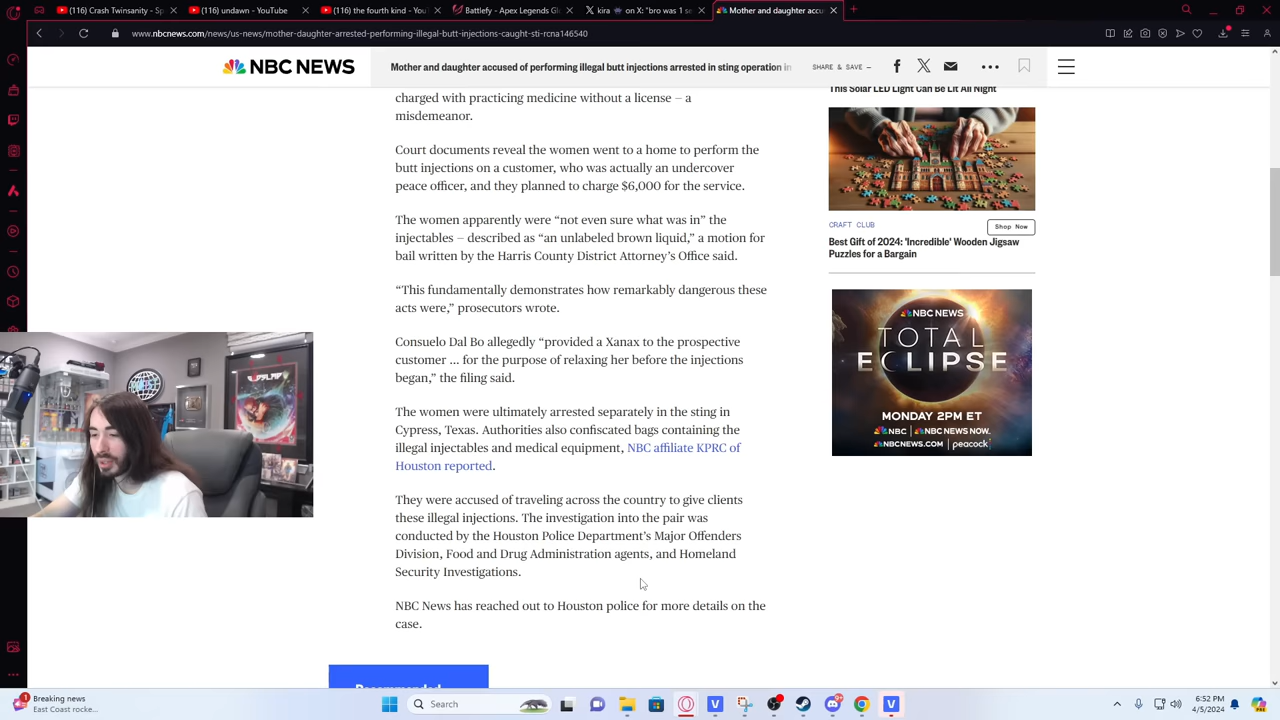 (116) Crash Twinsanity - S
(116) undawn - YouTube
(116) the fourth kind - You
Battlefy - Apex Legends Gl
kira on X: "bro was 1 se
Mother and daughter accu
www.nbcnews.com/news/us-news/mother-daughter-arrested-performing-illegal-butt-injections-caught-sti-rcna146540
NBC NEWS
Mother and daughter accused of performing illegal butt injections arrested in sting operation in
SHARE & SAVE —
charged with practicing medicine without a license — a
misdemeanor.
Court documents reveal the women went to a home to perform the
butt injections on a customer, who was actually an undercover
peace officer, and they planned to charge $6,000 for the service.
The women apparently were “not even sure what was in” the
injectables — described as “an unlabeled brown liquid,” a motion for
bail written by the Harris County District Attorney’s Office said.
“This fundamentally demonstrates how remarkably dangerous these
acts were,” prosecutors wrote.
Consuelo Dal Bo allegedly “provided a Xanax to the prospective
customer … for the purpose of relaxing her before the injections
began,” the filing said.
The women were ultimately arrested separately in the sting in
Cypress, Texas. Authorities also confiscated bags containing the
illegal injectables and medical equipment, NBC affiliate KPRC of
Houston reported.
They were accused of traveling across the country to give clients
these illegal injections. The investigation into the pair was
conducted by the Houston Police Department’s Major Offenders
Division, Food and Drug Administration agents, and Homeland
Security Investigations.
NBC News has reached out to Houston police for more details on the
case.
Recommended
This Solar LED Light Can Be Lit All Night
CRAFT CLUB
Shop Now
Best Gift of 2024: 'Incredible' Wooden Jigsaw
Puzzles for a Bargain
NBC NEWS
TOTAL
ECLIPSE
MONDAY 2PM ET
NBC | NBC NEWS NOW.
NBCNEWS.COM | peacock
1
Breaking news
East Coast rocke...
Search
6:52 PM
4/5/2024